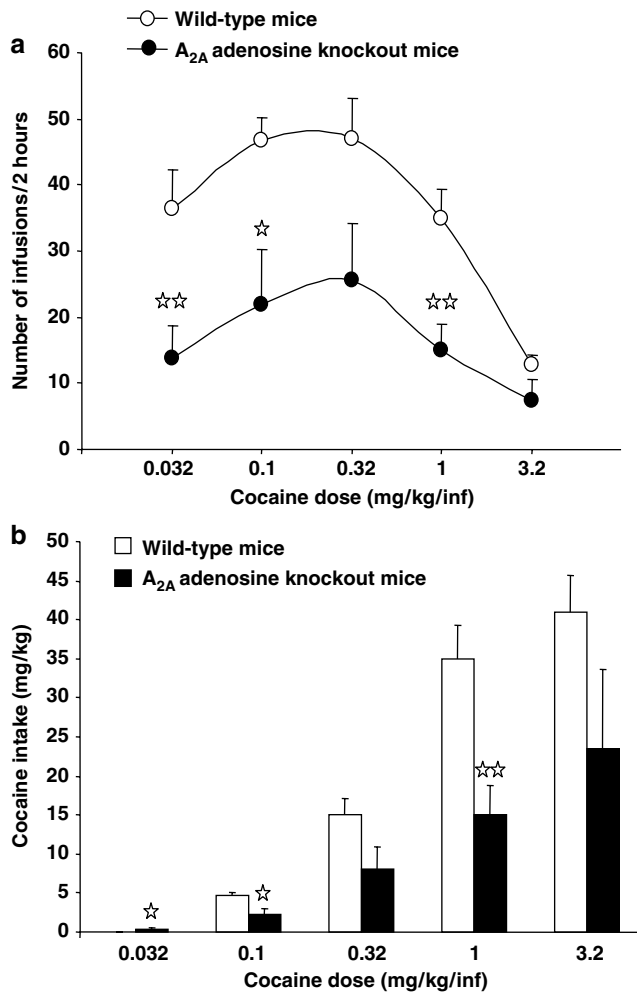 a
Wild-type mice
A2A adenosine knockout mice
60
50
40
30
20
10
0
Number of infusions/2 hours
☆☆
☆
☆☆
0.032 0.1 0.32 1 3.2
Cocaine dose (mg/kg/inf)
b
Wild-type mice
A2A adenosine knockout mice
50
45
40
35
30
25
20
15
10
5
0
Cocaine intake (mg/kg)
☆
☆
☆☆
0.032 0.1 0.32 1 3.2
Cocaine dose (mg/kg/inf)